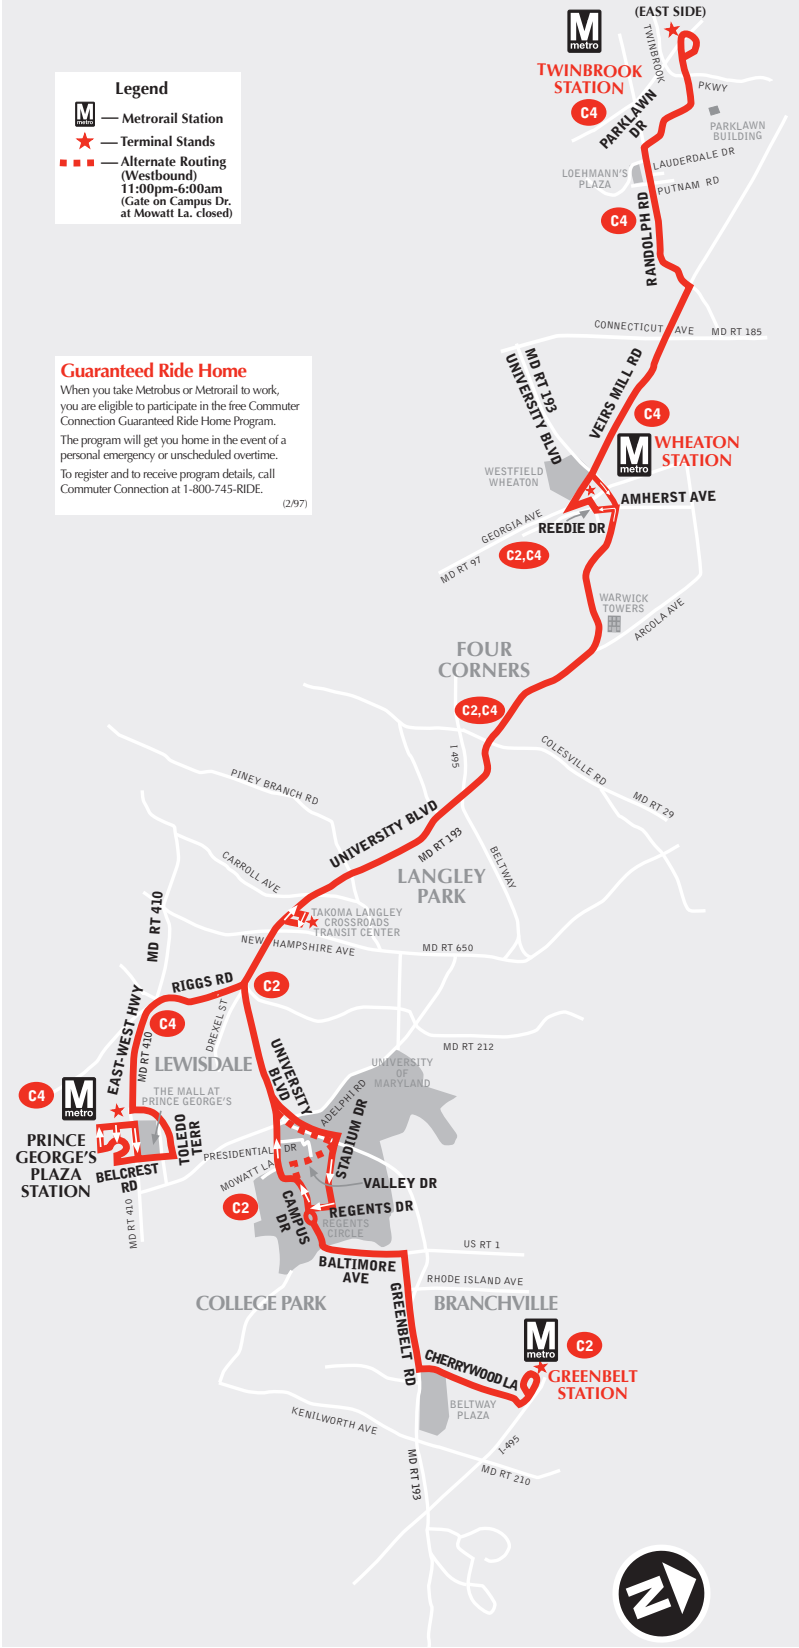 (EAST SIDE)
M
metro
TWINBROOK
TWINBROOK
STATION
C4
PKWY
PARKLAWN
DR
PARKLAWN
BUILDING
Legend
M
metro
— Metrorail Station
— Terminal Stands
— Alternate Routing
(Westbound)
11:00pm-6:00am
(Gate on Campus Dr.
at Mowatt La. closed)
LAUDERDALE DR
LOEHMANN'S
PLAZA
PUTNAM RD
C4
RANDOLPH RD
CONNECTICUT AVE
MD RT 185
MD RT 193
UNIVERSITY BLVD
VEIRS MILL RD
Guaranteed Ride Home
When you take Metrobus or Metrorail to work,
you are eligible to participate in the free Commuter
Connection Guaranteed Ride Home Program.
The program will get you home in the event of a
personal emergency or unscheduled overtime.
To register and to receive program details, call
Commuter Connection at 1-800-745-RIDE.
(2/97)
C4
M
metro
WHEATON
STATION
WESTFIELD
WHEATON
AMHERST AVE
GEORGIA AVE
REEDIE DR
C2,C4
MD RT 97
WARWICK
TOWERS
ARCOLA AVE
FOUR
CORNERS
C2,C4
I 495
COLESVILLE RD
MD RT 29
PINEY BRANCH RD
UNIVERSITY BLVD
MD RT 193
BELTWAY
CARROLL AVE
LANGLEY
PARK
MD RT 410
TAKOMA LANGLEY
CROSSROADS
TRANSIT CENTER
NEW HAMPSHIRE AVE
MD RT 650
RIGGS RD
C2
EAST-WEST HWY
C4
DREXEL ST
MD RT 410
LEWISDALE
UNIVERSITY
BLVD
MD RT 212
UNIVERSITY
OF
MARYLAND
C4
M
metro
THE MALL AT
PRINCE GEORGE'S
ADELPHI RD
STADIUM DR
PRINCE
GEORGE'S
PLAZA
STATION
TOLEDO
TERR
BELCREST
RD
PRESIDENTIAL DR
MOWATT LA
VALLEY DR
C2
CAMPUS
DR
REGENTS DR
REGENTS
CIRCLE
MD RT 410
US RT 1
BALTIMORE
AVE
RHODE ISLAND AVE
COLLEGE PARK
GREENBELT RD
BRANCHVILLE
M
metro
C2
CHERRYWOOD LA
GREENBELT
STATION
BELTWAY
PLAZA
KENILWORTH AVE
I-495
MD RT 193
MD RT 210
N